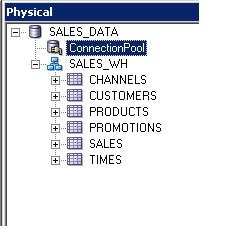 Physical
SALES_DATA
ConnectionPool
SALES_WH
CHANNELS
CUSTOMERS
PRODUCTS
PROMOTIONS
SALES
TIMES